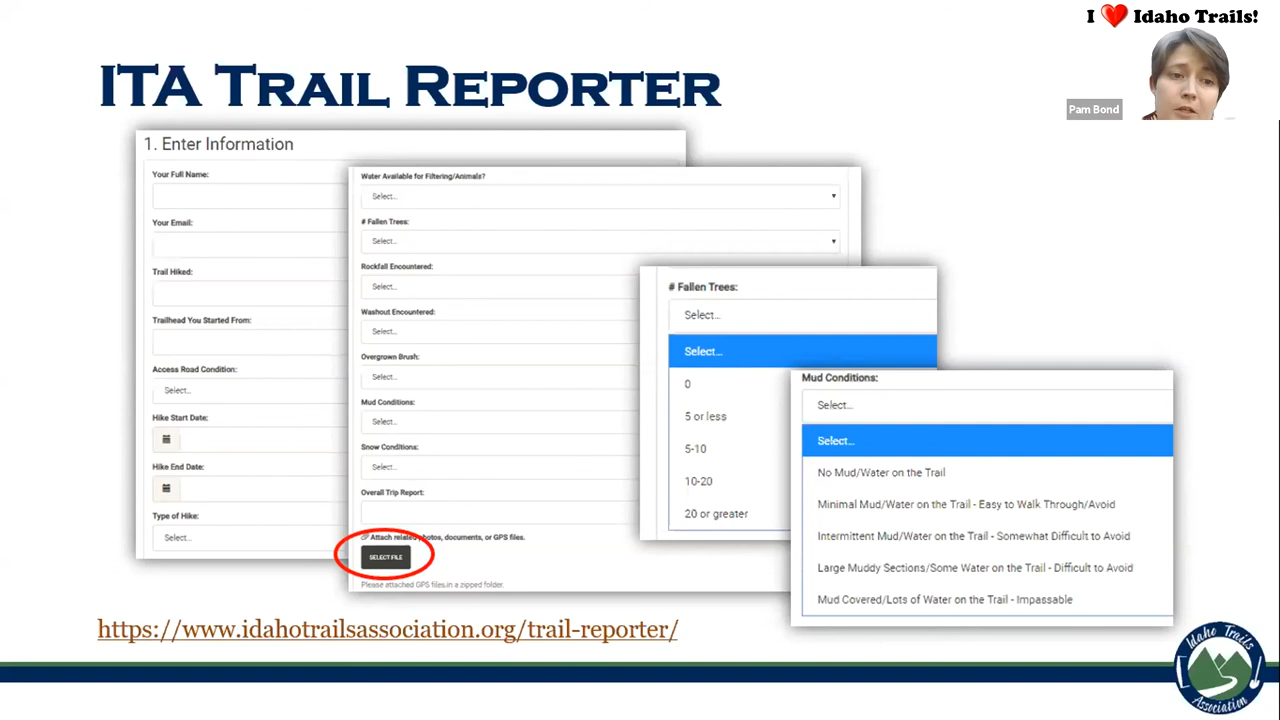 I ❤ Idaho Trails!
Pam Bond
ITA Trail Reporter
1. Enter Information
Your Full Name:
Your Email:
Trail Hiked:
Trailhead You Started From:
Access Road Condition:
Select...
Hike Start Date:
Hike End Date:
Type of Hike:
Select...
Water Available for Filtering/Animals?
Select...
# Fallen Trees:
Select...
Rockfall Encountered:
Select...
Washout Encountered:
Select...
Overgrown Brush:
Select...
Mud Conditions:
Select...
Snow Conditions:
Select...
Overall Trip Report:
Attach related photos, documents, or GPS files.
SELECT FILE
Please attached GPS files,in a zipped folder.
# Fallen Trees:
Select...
Select...
0
5 or less
5-10
10-20
20 or greater
Mud Conditions:
Select...
Select...
No Mud/Water on the Trail
Minimal Mud/Water on the Trail - Easy to Walk Through/Avoid
Intermittent Mud/Water on the Trail - Somewhat Difficult to Avoid
Large Muddy Sections/Some Water on the Trail - Difficult to Avoid
Mud Covered/Lots of Water on the Trail - Impassable
https://www.idahotrailsassociation.org/trail-reporter/
Idaho Trails
Association